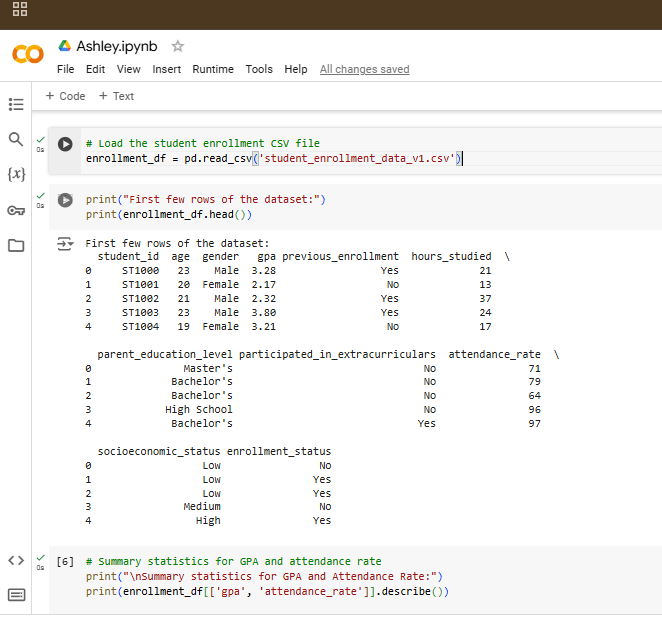 Ashley.ipynb
File Edit View Insert Runtime Tools Help All changes saved
+ Code + Text
# Load the student enrollment CSV file
0s
enrollment_df = pd.read_csv('student_enrollment_data_v1.csv')
print("First few rows of the dataset:")
0s
print(enrollment_df.head())
First few rows of the dataset:
student_id age gender gpa previous_enrollment hours_studied \
0 ST1000 23 Male 3.28 Yes 21
1 ST1001 20 Female 2.17 No 13
2 ST1002 21 Male 2.32 Yes 37
3 ST1003 23 Male 3.80 Yes 24
4 ST1004 19 Female 3.21 No 17
parent_education_level participated_in_extracurriculars attendance_rate \
0 Master's No 71
1 Bachelor's No 79
2 Bachelor's No 64
3 High School No 96
4 Bachelor's Yes 97
socioeconomic_status enrollment_status
0 Low No
1 Low Yes
2 Low Yes
3 Medium No
4 High Yes
[6] # Summary statistics for GPA and attendance rate
0s
print("\nSummary statistics for GPA and Attendance Rate:")
print(enrollment_df[['gpa', 'attendance_rate']].describe())